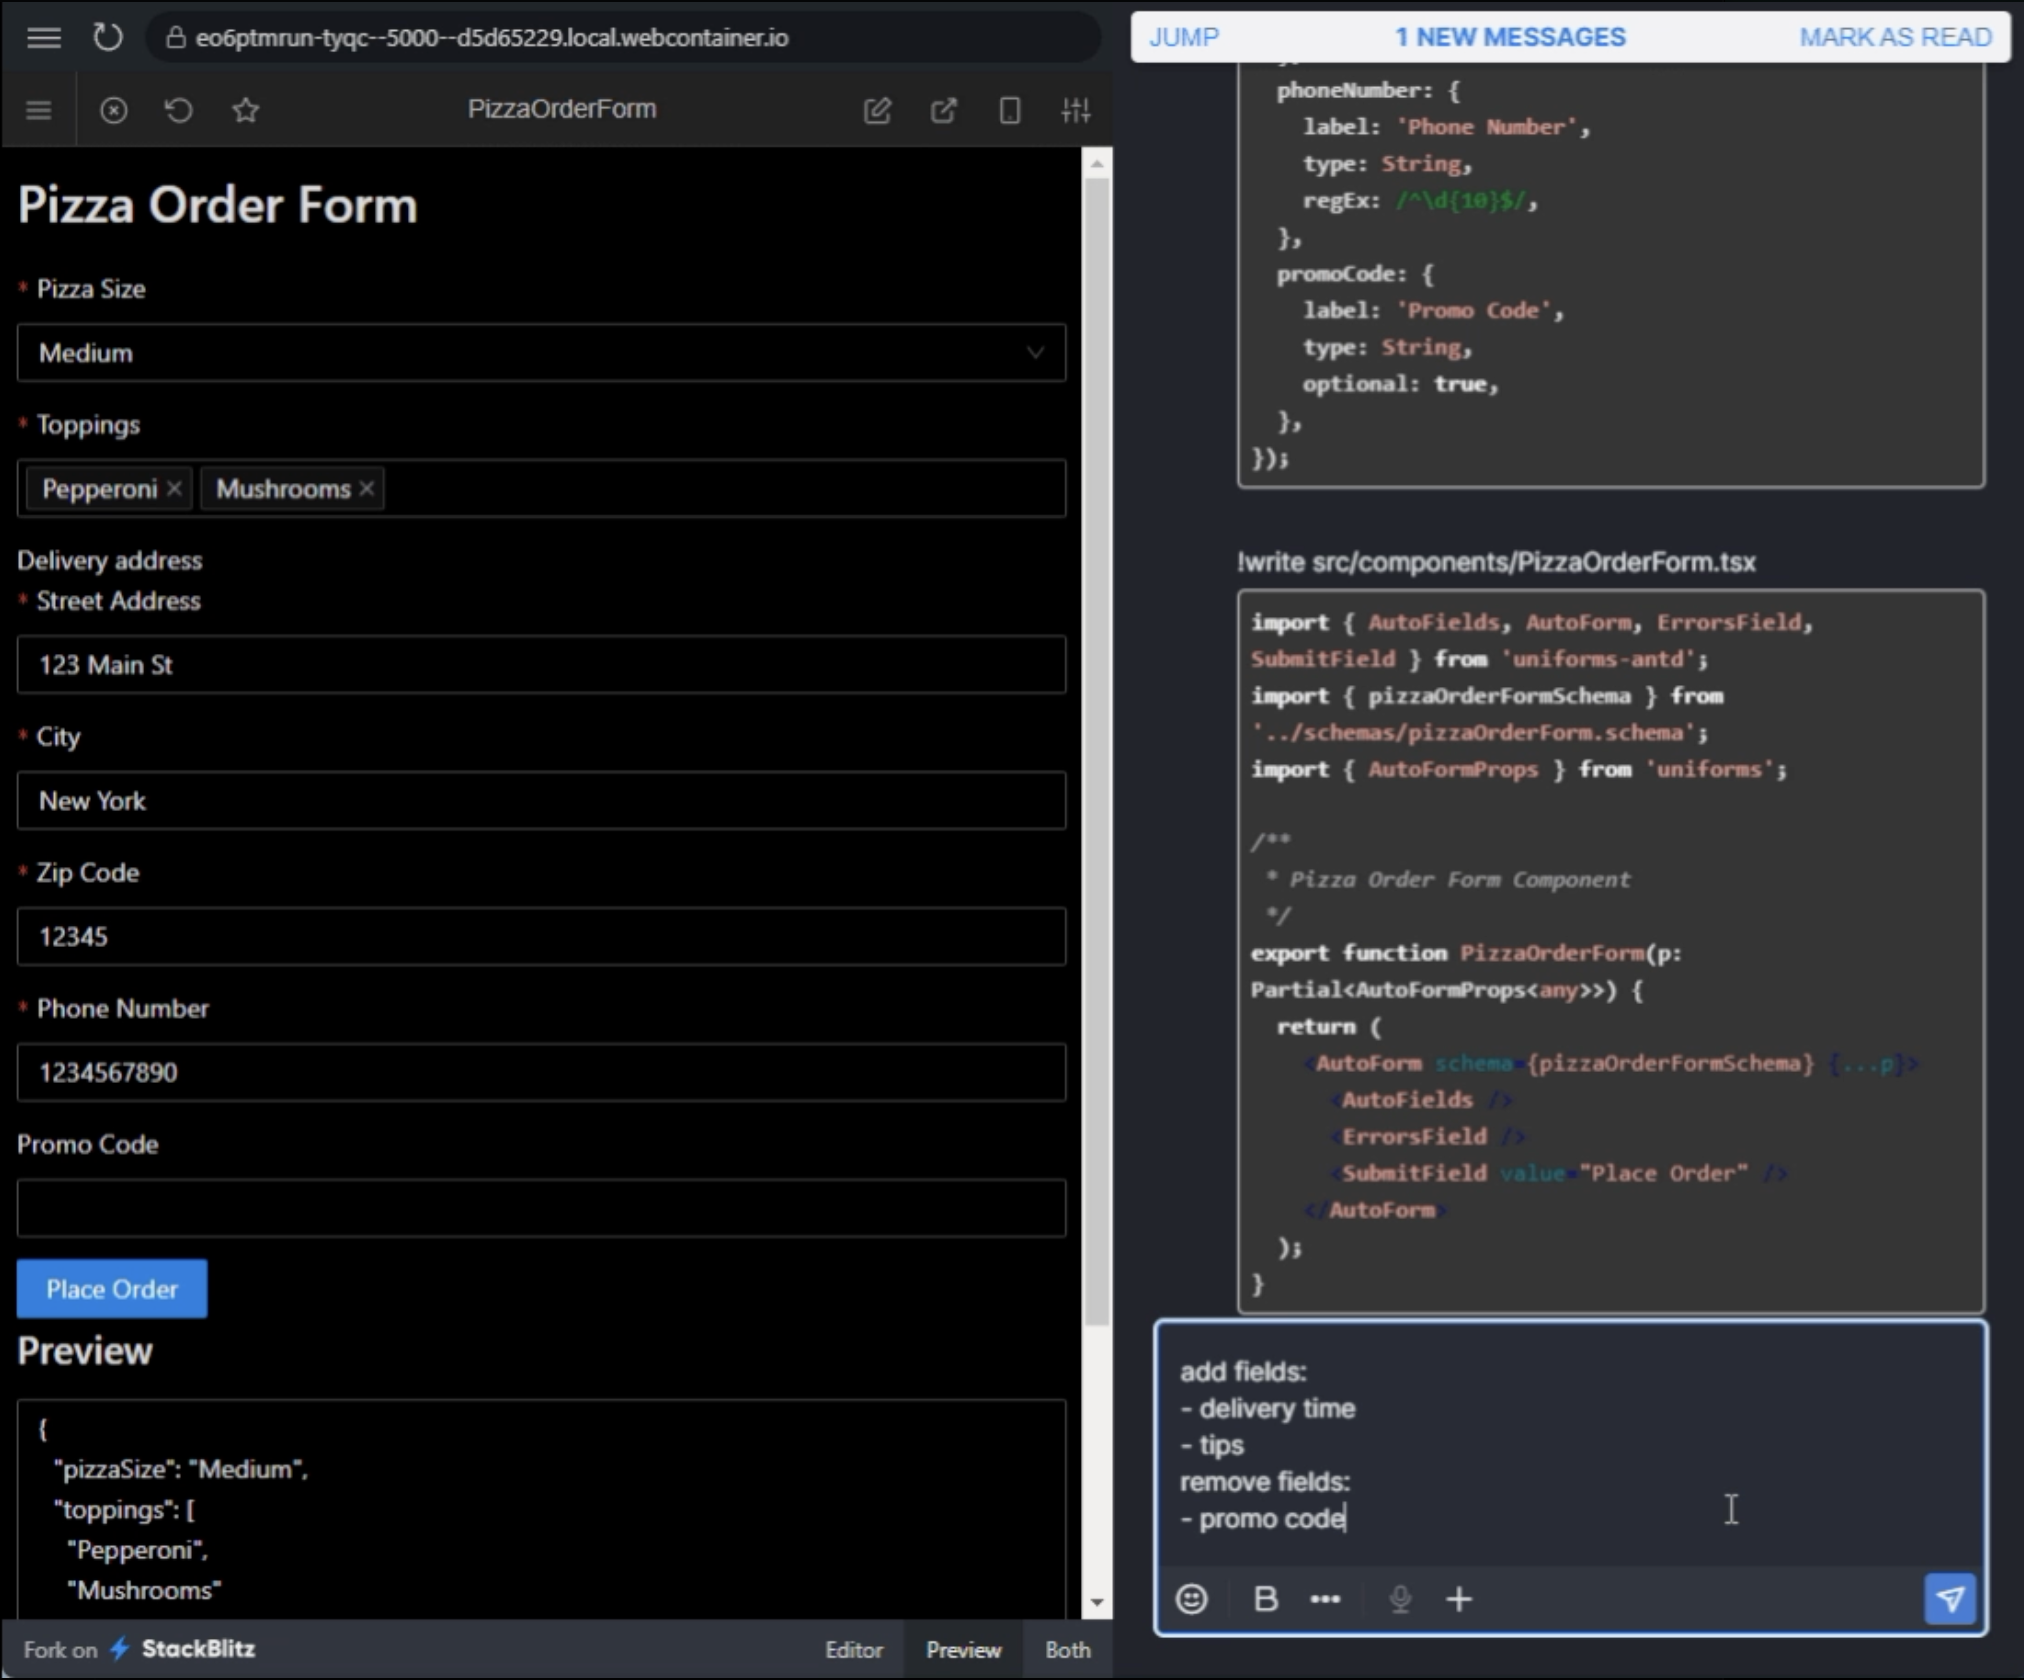 eo6ptmrun-tyqc--5000--d5d65229.local.webcontainer.io
PizzaOrderForm
Pizza Order Form
* Pizza Size
Medium
* Toppings
Pepperoni × Mushrooms ×
Delivery address
* Street Address
123 Main St
* City
New York
* Zip Code
12345
* Phone Number
1234567890
Promo Code
Place Order
Preview
{
"pizzaSize": "Medium",
"toppings": [
"Pepperoni",
"Mushrooms"
Fork on StackBlitz
Editor Preview Both
JUMP 1 NEW MESSAGES MARK AS READ
phoneNumber: {
label: 'Phone Number',
type: String,
regEx: /^\d{10}$/,
},
promoCode: {
label: 'Promo Code',
type: String,
optional: true,
},
});
!write src/components/PizzaOrderForm.tsx
import { AutoFields, AutoForm, ErrorsField,
SubmitField } from 'uniforms-antd';
import { pizzaOrderFormSchema } from
'../schemas/pizzaOrderForm.schema';
import { AutoFormProps } from 'uniforms';
/**
* Pizza Order Form Component
*/
export function PizzaOrderForm(p:
Partial<AutoFormProps<any>>) {
return (
<AutoForm schema={pizzaOrderFormSchema} {...p}>
<AutoFields />
<ErrorsField />
<SubmitField value="Place Order" />
</AutoForm>
);
}
add fields:
- delivery time
- tips
remove fields:
- promo code
B